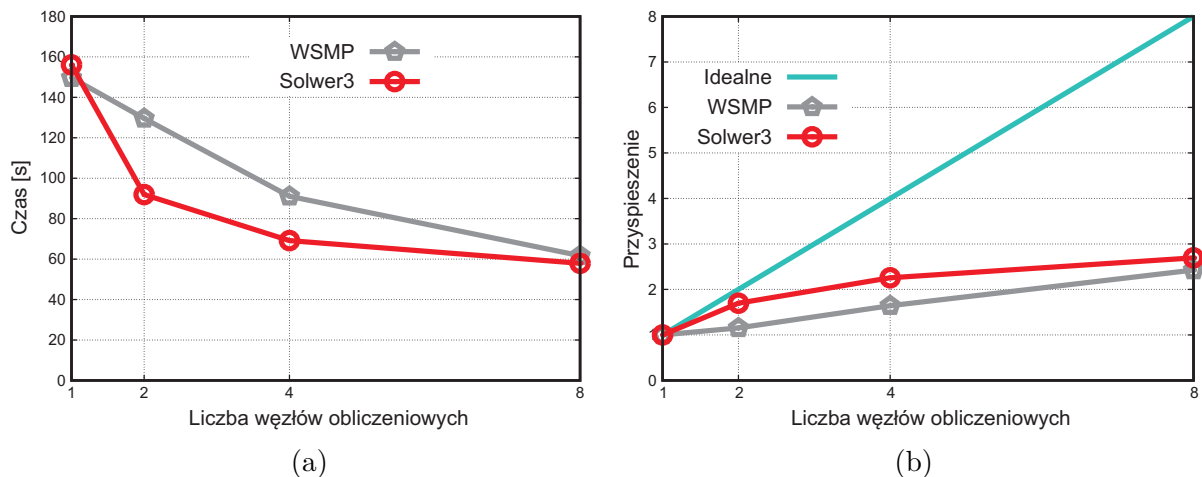 180
160
140
120
100
80
60
40
20
0
Czas [s]
WSMP
Solwer3
1 2 4 8
Liczba węzłów obliczeniowych
(a)
8
7
6
5
4
3
2
1
0
Przyspieszenie
Idealne
WSMP
Solwer3
1 2 4 8
Liczba węzłów obliczeniowych
(b)